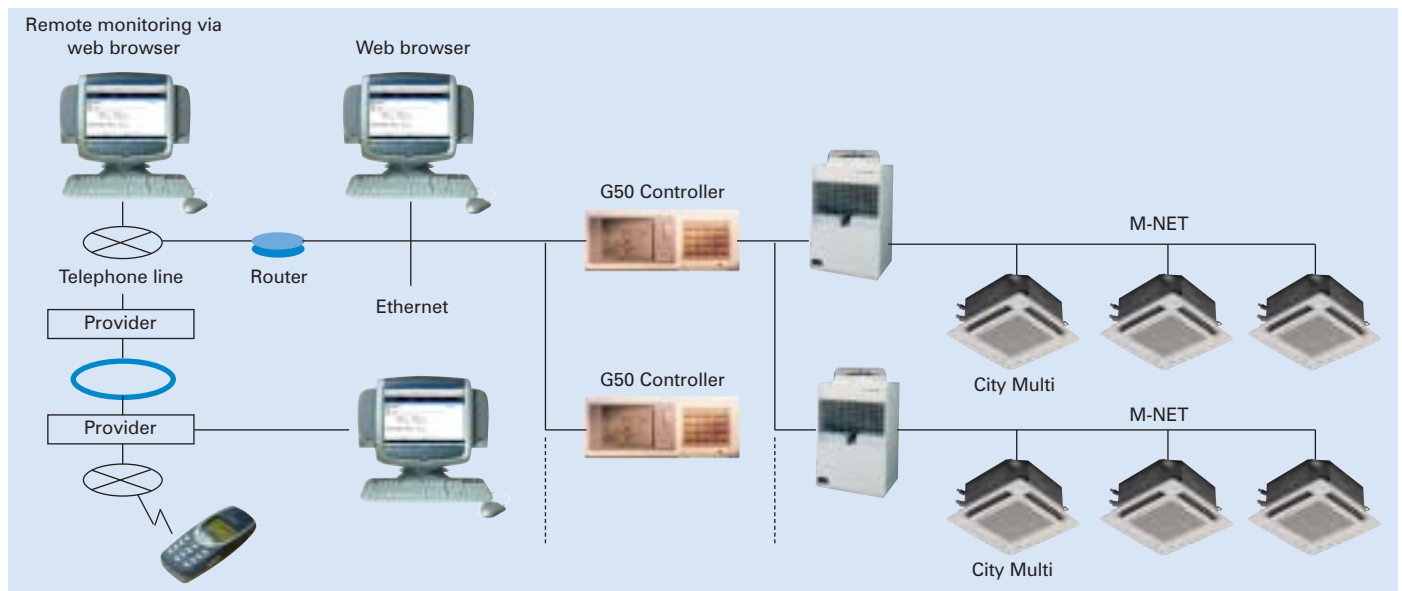 Remote monitoring via
web browser
Web browser
G50 Controller
M-NET
Telephone line
Router
Ethernet
Provider
City Multi
G50 Controller
M-NET
Provider
City Multi